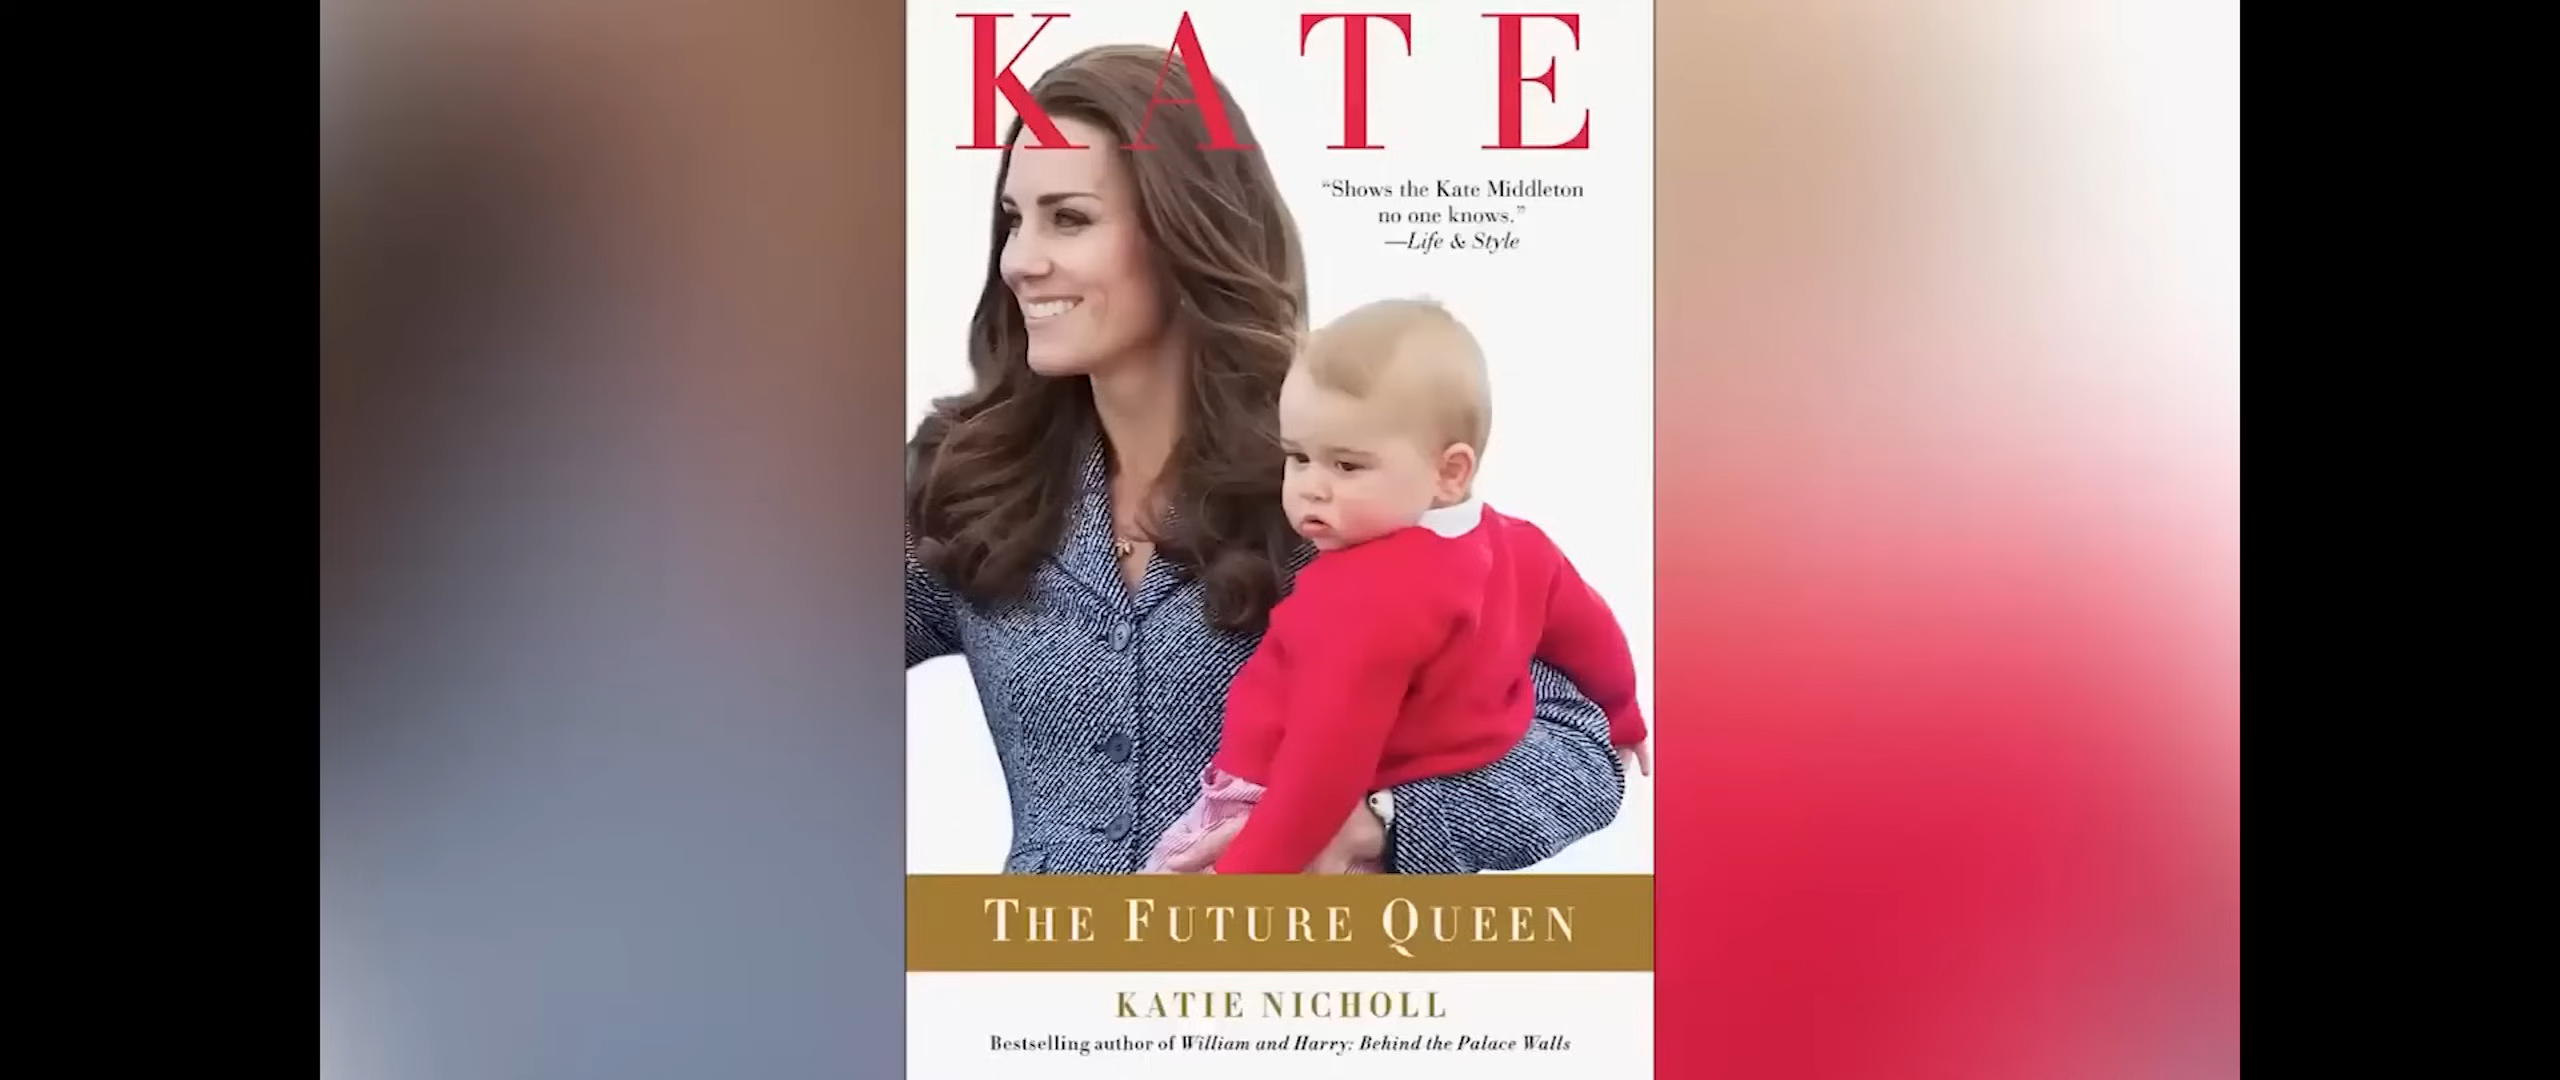 KATE
“Shows the Kate Middleton
no one knows.”
—Life & Style
THE FUTURE QUEEN
KATIE NICHOLL
Bestselling author of William and Harry: Behind the Palace Walls